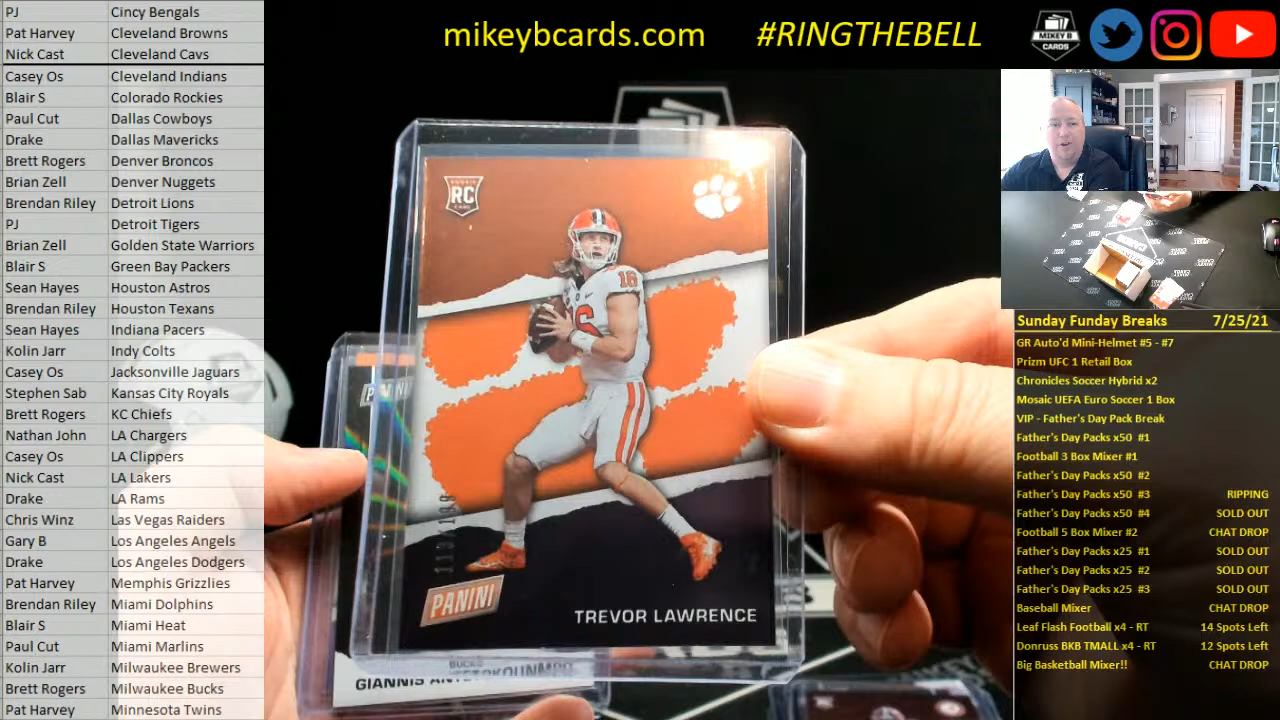 PJ Cincy Bengals
Pat Harvey Cleveland Browns
Nick Cast Cleveland Cavs
Casey Os Cleveland Indians
Blair S Colorado Rockies
Paul Cut Dallas Cowboys
Drake Dallas Mavericks
Brett Rogers Denver Broncos
Brian Zell Denver Nuggets
Brendan Riley Detroit Lions
PJ Detroit Tigers
Brian Zell Golden State Warriors
Blair S Green Bay Packers
Sean Hayes Houston Astros
Brendan Riley Houston Texans
Sean Hayes Indiana Pacers
Kolin Jarr Indy Colts
Casey Os Jacksonville Jaguars
Stephen Sab Kansas City Royals
Brett Rogers KC Chiefs
Nathan John LA Chargers
Casey Os LA Clippers
Nick Cast LA Lakers
Drake LA Rams
Chris Winz Las Vegas Raiders
Gary B Los Angeles Angels
Drake Los Angeles Dodgers
Pat Harvey Memphis Grizzlies
Brendan Riley Miami Dolphins
Blair S Miami Heat
Paul Cut Miami Marlins
Kolin Jarr Milwaukee Brewers
Brett Rogers Milwaukee Bucks
Pat Harvey Minnesota Twins
mikeybcards.com #RINGTHEBELL
MIKEY B
CARDS
RC
16
PANINI
TREVOR LAWRENCE
BUCKS
Sunday Funday Breaks 7/25/21
GR Auto'd Mini-Helmet #5 - #7
Prizm UFC 1 Retail Box
Chronicles Soccer Hybrid x2
Mosaic UEFA Euro Soccer 1 Box
VIP - Father's Day Pack Break
Father's Day Packs x50 #1
Football 3 Box Mixer #1
Father's Day Packs x50 #2
Father's Day Packs x50 #3 RIPPING
Father's Day Packs x50 #4 SOLD OUT
Football 5 Box Mixer #2 CHAT DROP
Father's Day Packs x25 #1 SOLD OUT
Father's Day Packs x25 #2 SOLD OUT
Father's Day Packs x25 #3 SOLD OUT
Baseball Mixer CHAT DROP
Leaf Flash Football x4 - RT 14 Spots Left
Donruss BKB TMALL x4 - RT 12 Spots Left
Big Basketball Mixer!! CHAT DROP
GIANNIS